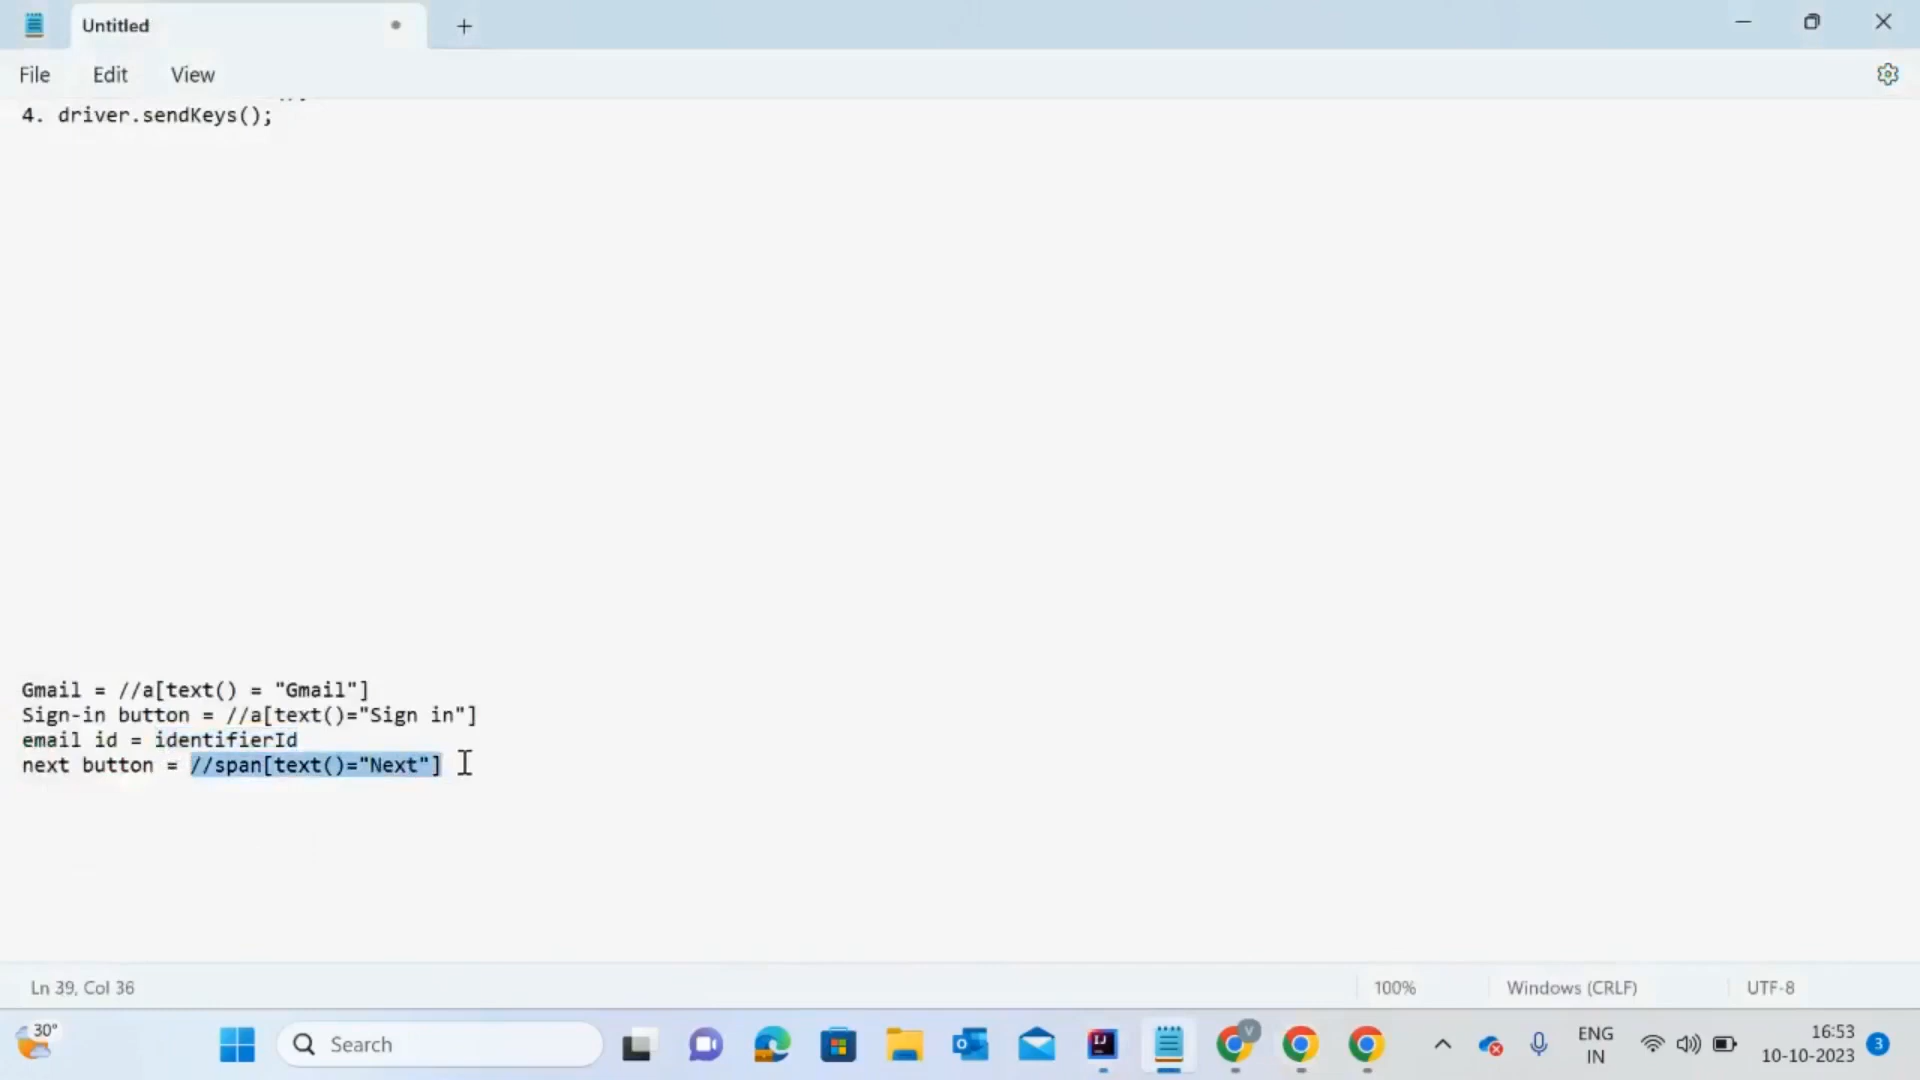 Untitled
File Edit View
4. driver.sendKeys();
Gmail = //a[text() = "Gmail"]
Sign-in button = //a[text()="Sign in"]
email id = identifierId
next button = //span[text()="Next"]
Ln 39, Col 36 100% Windows (CRLF) UTF-8
30° Search V ENG 16:53
IN 10-10-2023 3